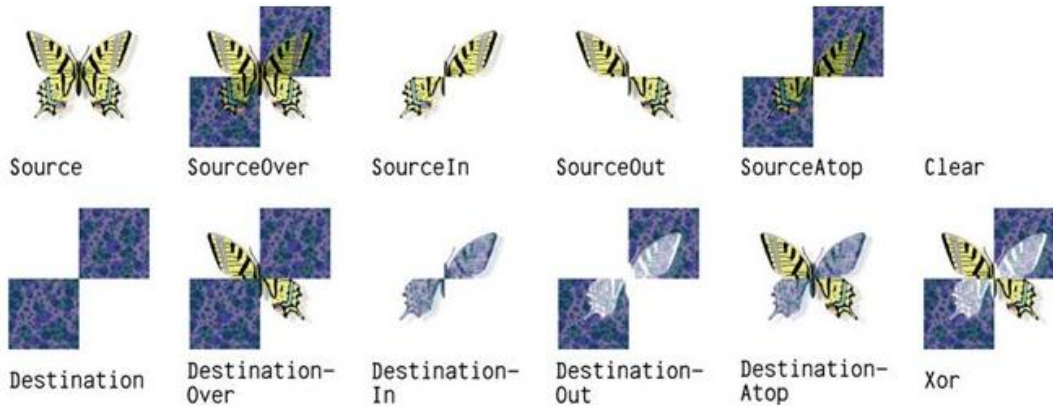 Source
SourceOver
SourceIn
SourceOut
SourceAtop
Clear
Destination
Destination-
Over
Destination-
In
Destination-
Out
Destination-
Atop
Xor